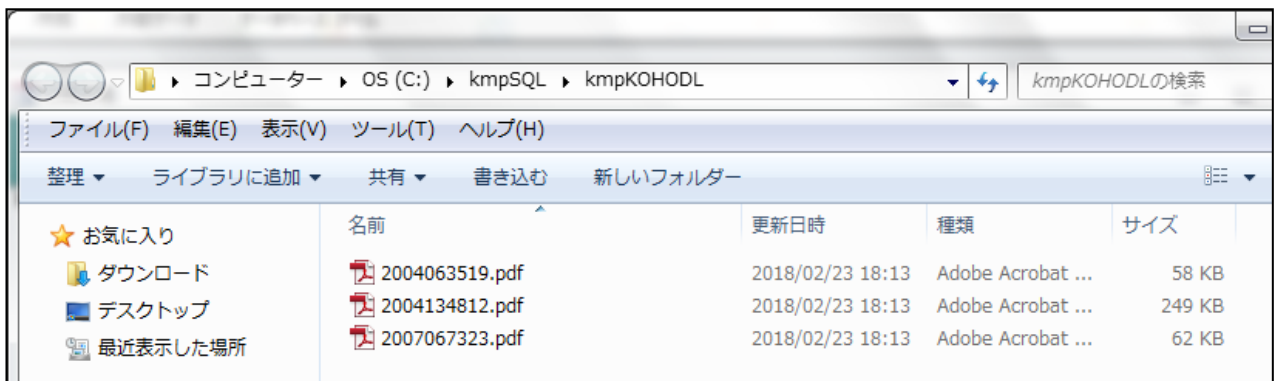 コンピューター ▸ OS (C:) ▸ kmpSQL ▸ kmpKOHODL
kmpKOHODLの検索
ファイル(F) 編集(E) 表示(V) ツール(T) ヘルプ(H)
整理 ライブラリに追加 共有 書き込む 新しいフォルダー
お気に入り
ダウンロード
デスクトップ
最近表示した場所
名前 更新日時 種類 サイズ
2004063519.pdf 2018/02/23 18:13 Adobe Acrobat ... 58 KB
2004134812.pdf 2018/02/23 18:13 Adobe Acrobat ... 249 KB
2007067323.pdf 2018/02/23 18:13 Adobe Acrobat ... 62 KB